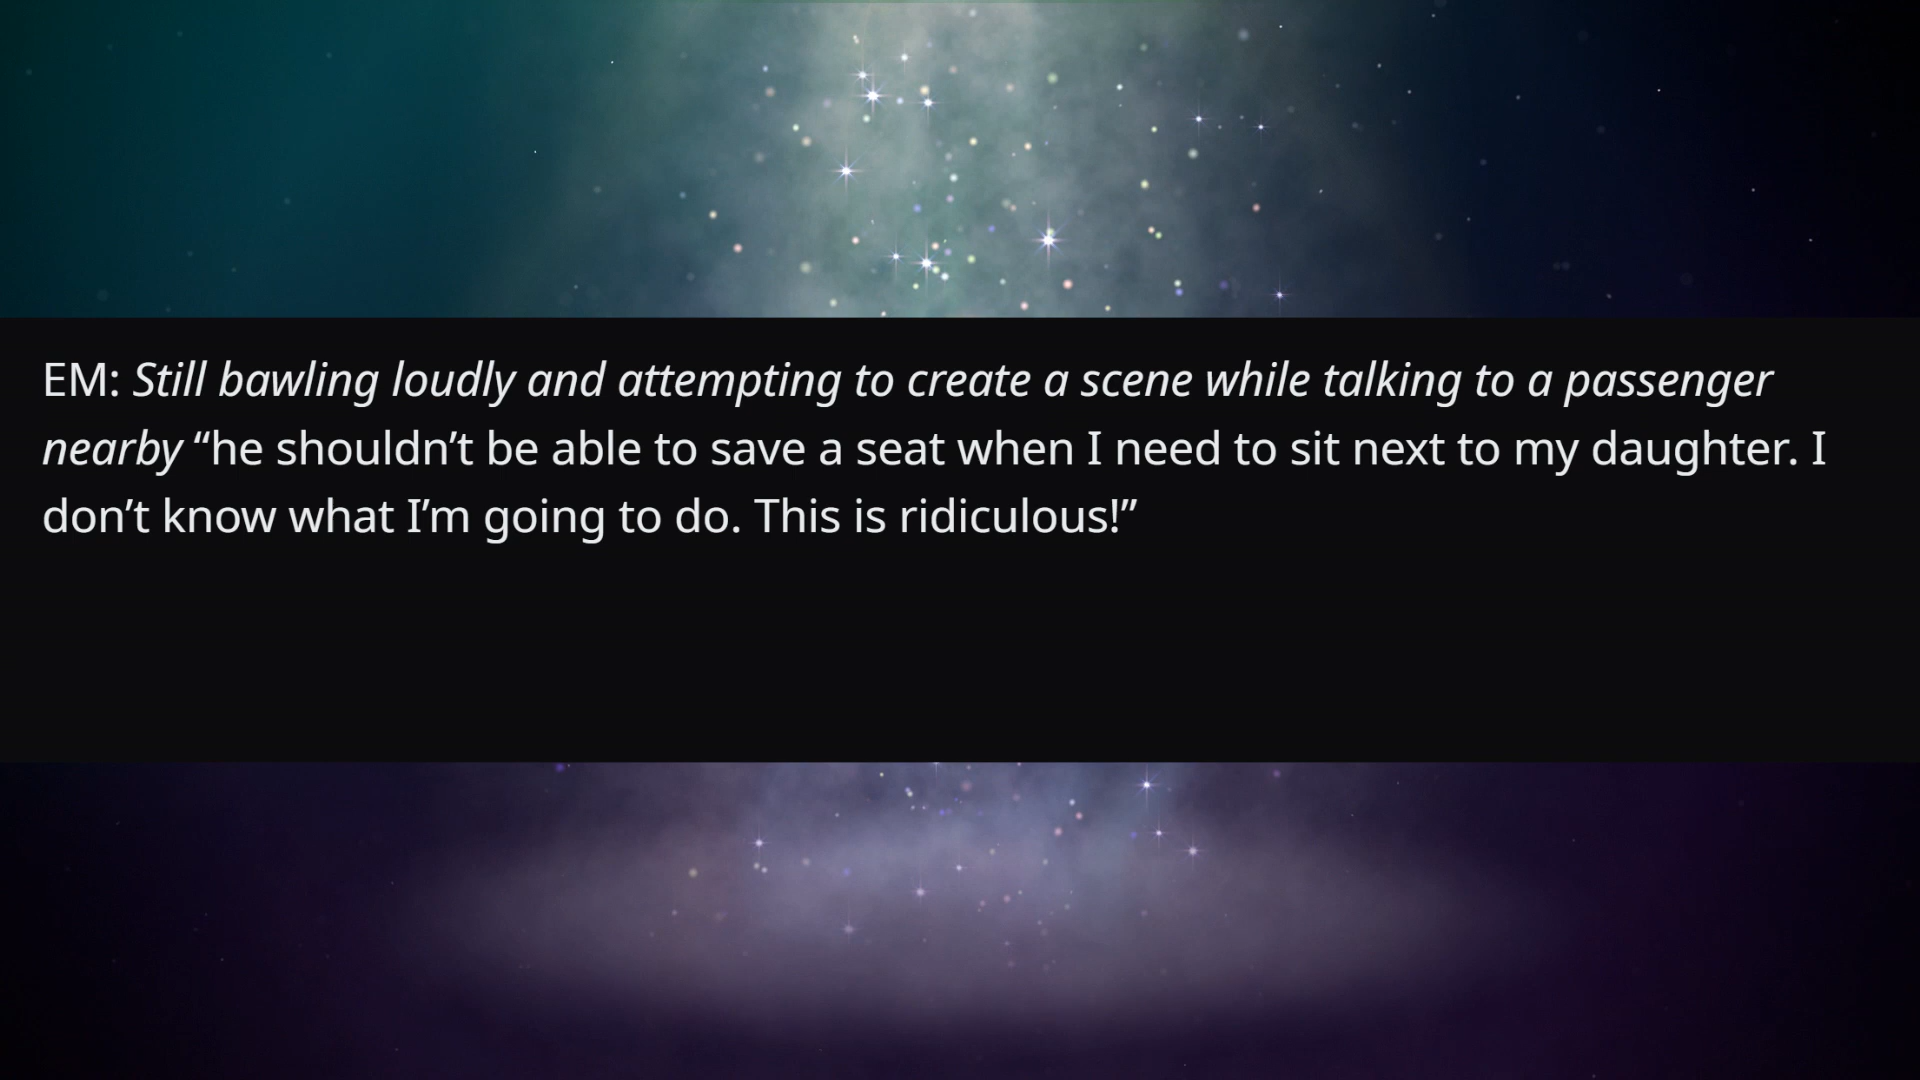 EM: Still bawling loudly and attempting to create a scene while talking to a passenger
nearby “he shouldn’t be able to save a seat when I need to sit next to my daughter. I
don’t know what I’m going to do. This is ridiculous!”